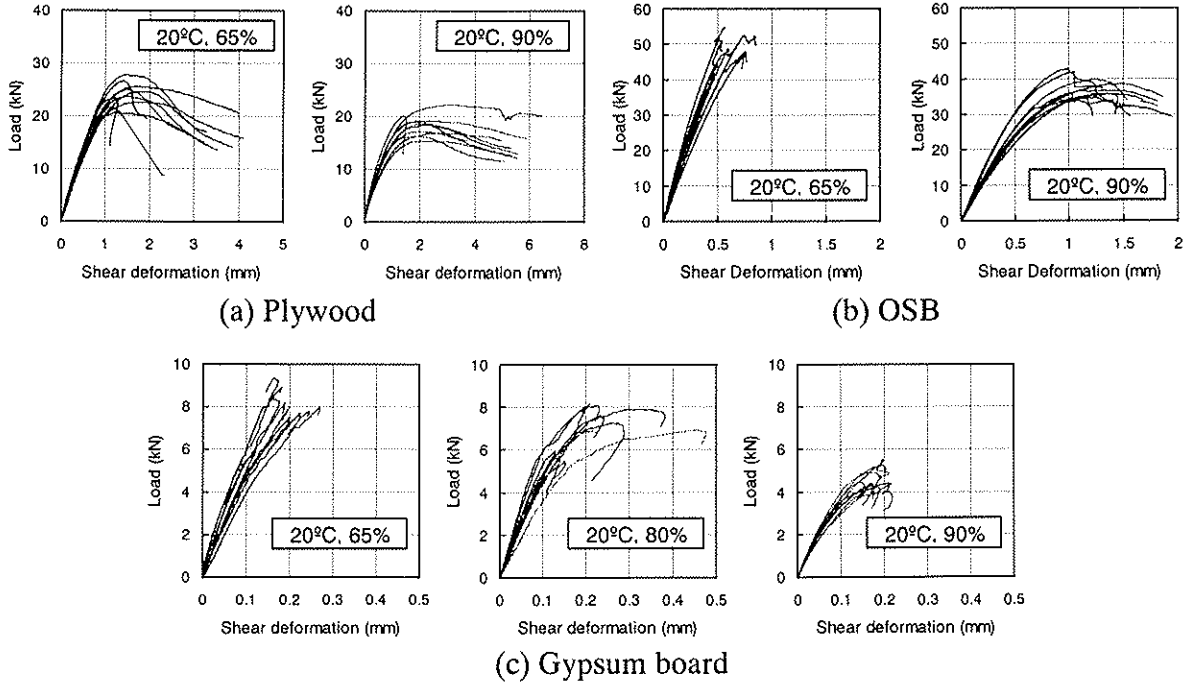 40
30
20
10
0
Load (kN)
20ºC, 65%
0 1 2 3 4 5
Shear deformation (mm)
40
30
20
10
0
Load (kN)
20ºC, 90%
0 2 4 6 8
Shear deformation (mm)
(a) Plywood
60
50
40
30
20
10
0
Load (kN)
20ºC, 65%
0 0.5 1 1.5 2
Shear Deformation (mm)
60
50
40
30
20
10
0
Load (kN)
20ºC, 90%
0 0.5 1 1.5 2
Shear Deformation (mm)
(b) OSB
10
8
6
4
2
0
Load (kN)
20ºC, 65%
0 0.1 0.2 0.3 0.4 0.5
Shear deformation (mm)
10
8
6
4
2
0
Load (kN)
20ºC, 80%
0 0.1 0.2 0.3 0.4 0.5
Shear deformation (mm)
10
8
6
4
2
0
Load (kN)
20ºC, 90%
0 0.1 0.2 0.3 0.4 0.5
Shear deformation (mm)
(c) Gypsum board